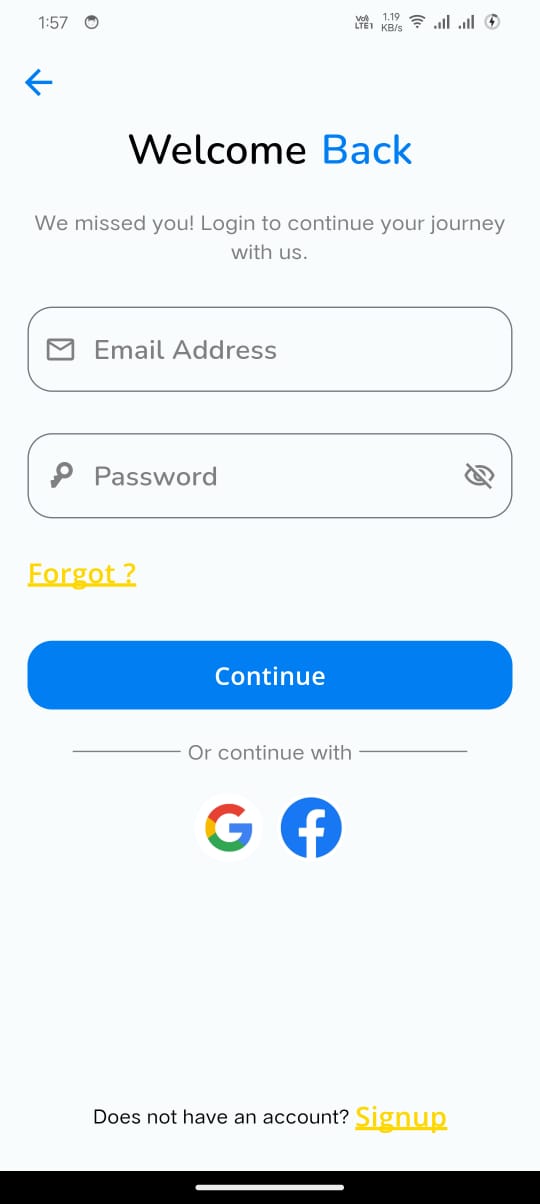 1:57 Vo) LTE1 1.19 KB/s
Welcome Back
We missed you! Login to continue your journey
with us.
Email Address
Password
Forgot ?
Continue
Or continue with
Does not have an account? Signup